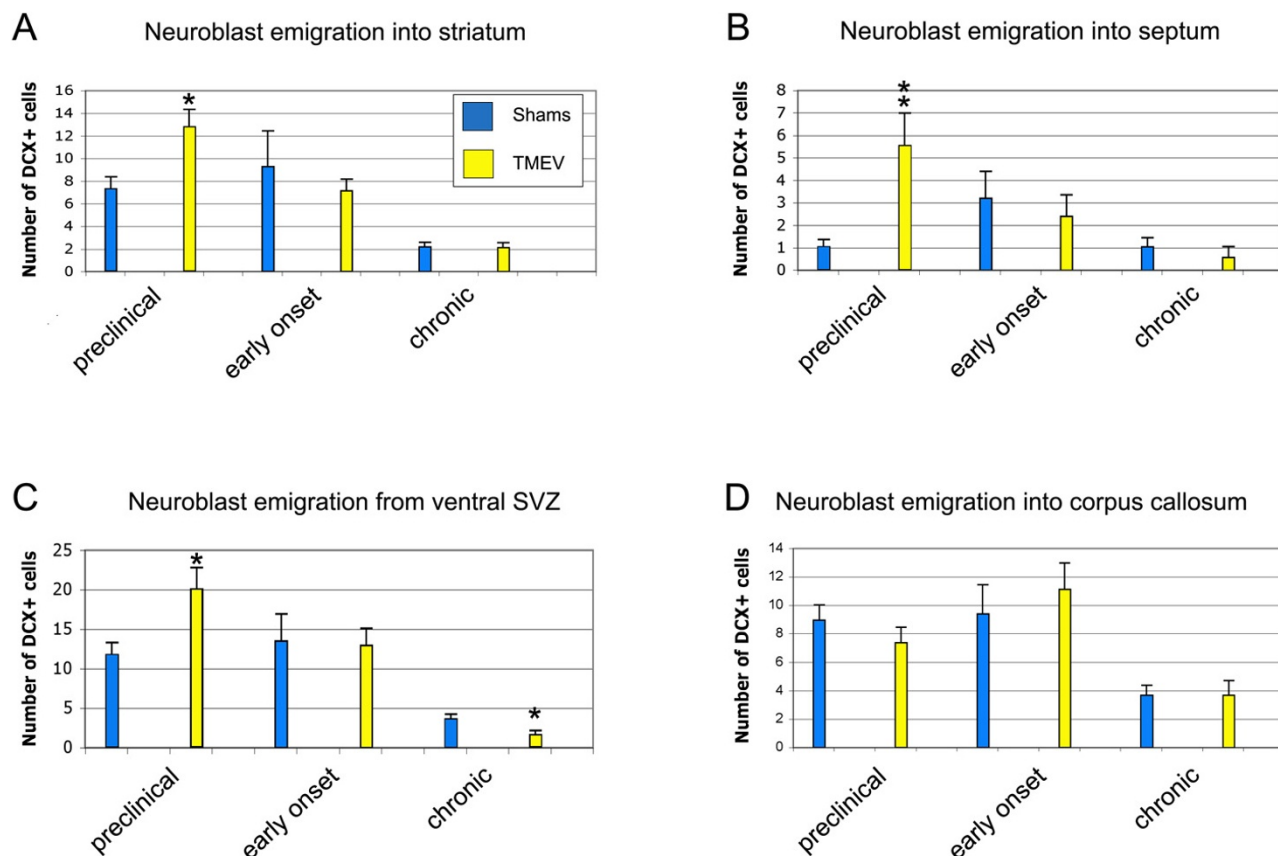 A
Neuroblast emigration into striatum
Number of DCX+ cells
16
14
12
10
8
6
4
2
0
*
Shams
TMEV
preclinical
early onset
chronic
B
Neuroblast emigration into septum
Number of DCX+ cells
8
7
6
5
4
3
2
1
0
*
*
preclinical
early onset
chronic
C
Neuroblast emigration from ventral SVZ
Number of DCX+ cells
25
20
15
10
5
0
*
*
preclinical
early onset
chronic
D
Neuroblast emigration into corpus callosum
Number of DCX+ cells
14
12
10
8
6
4
2
0
preclinical
early onset
chronic